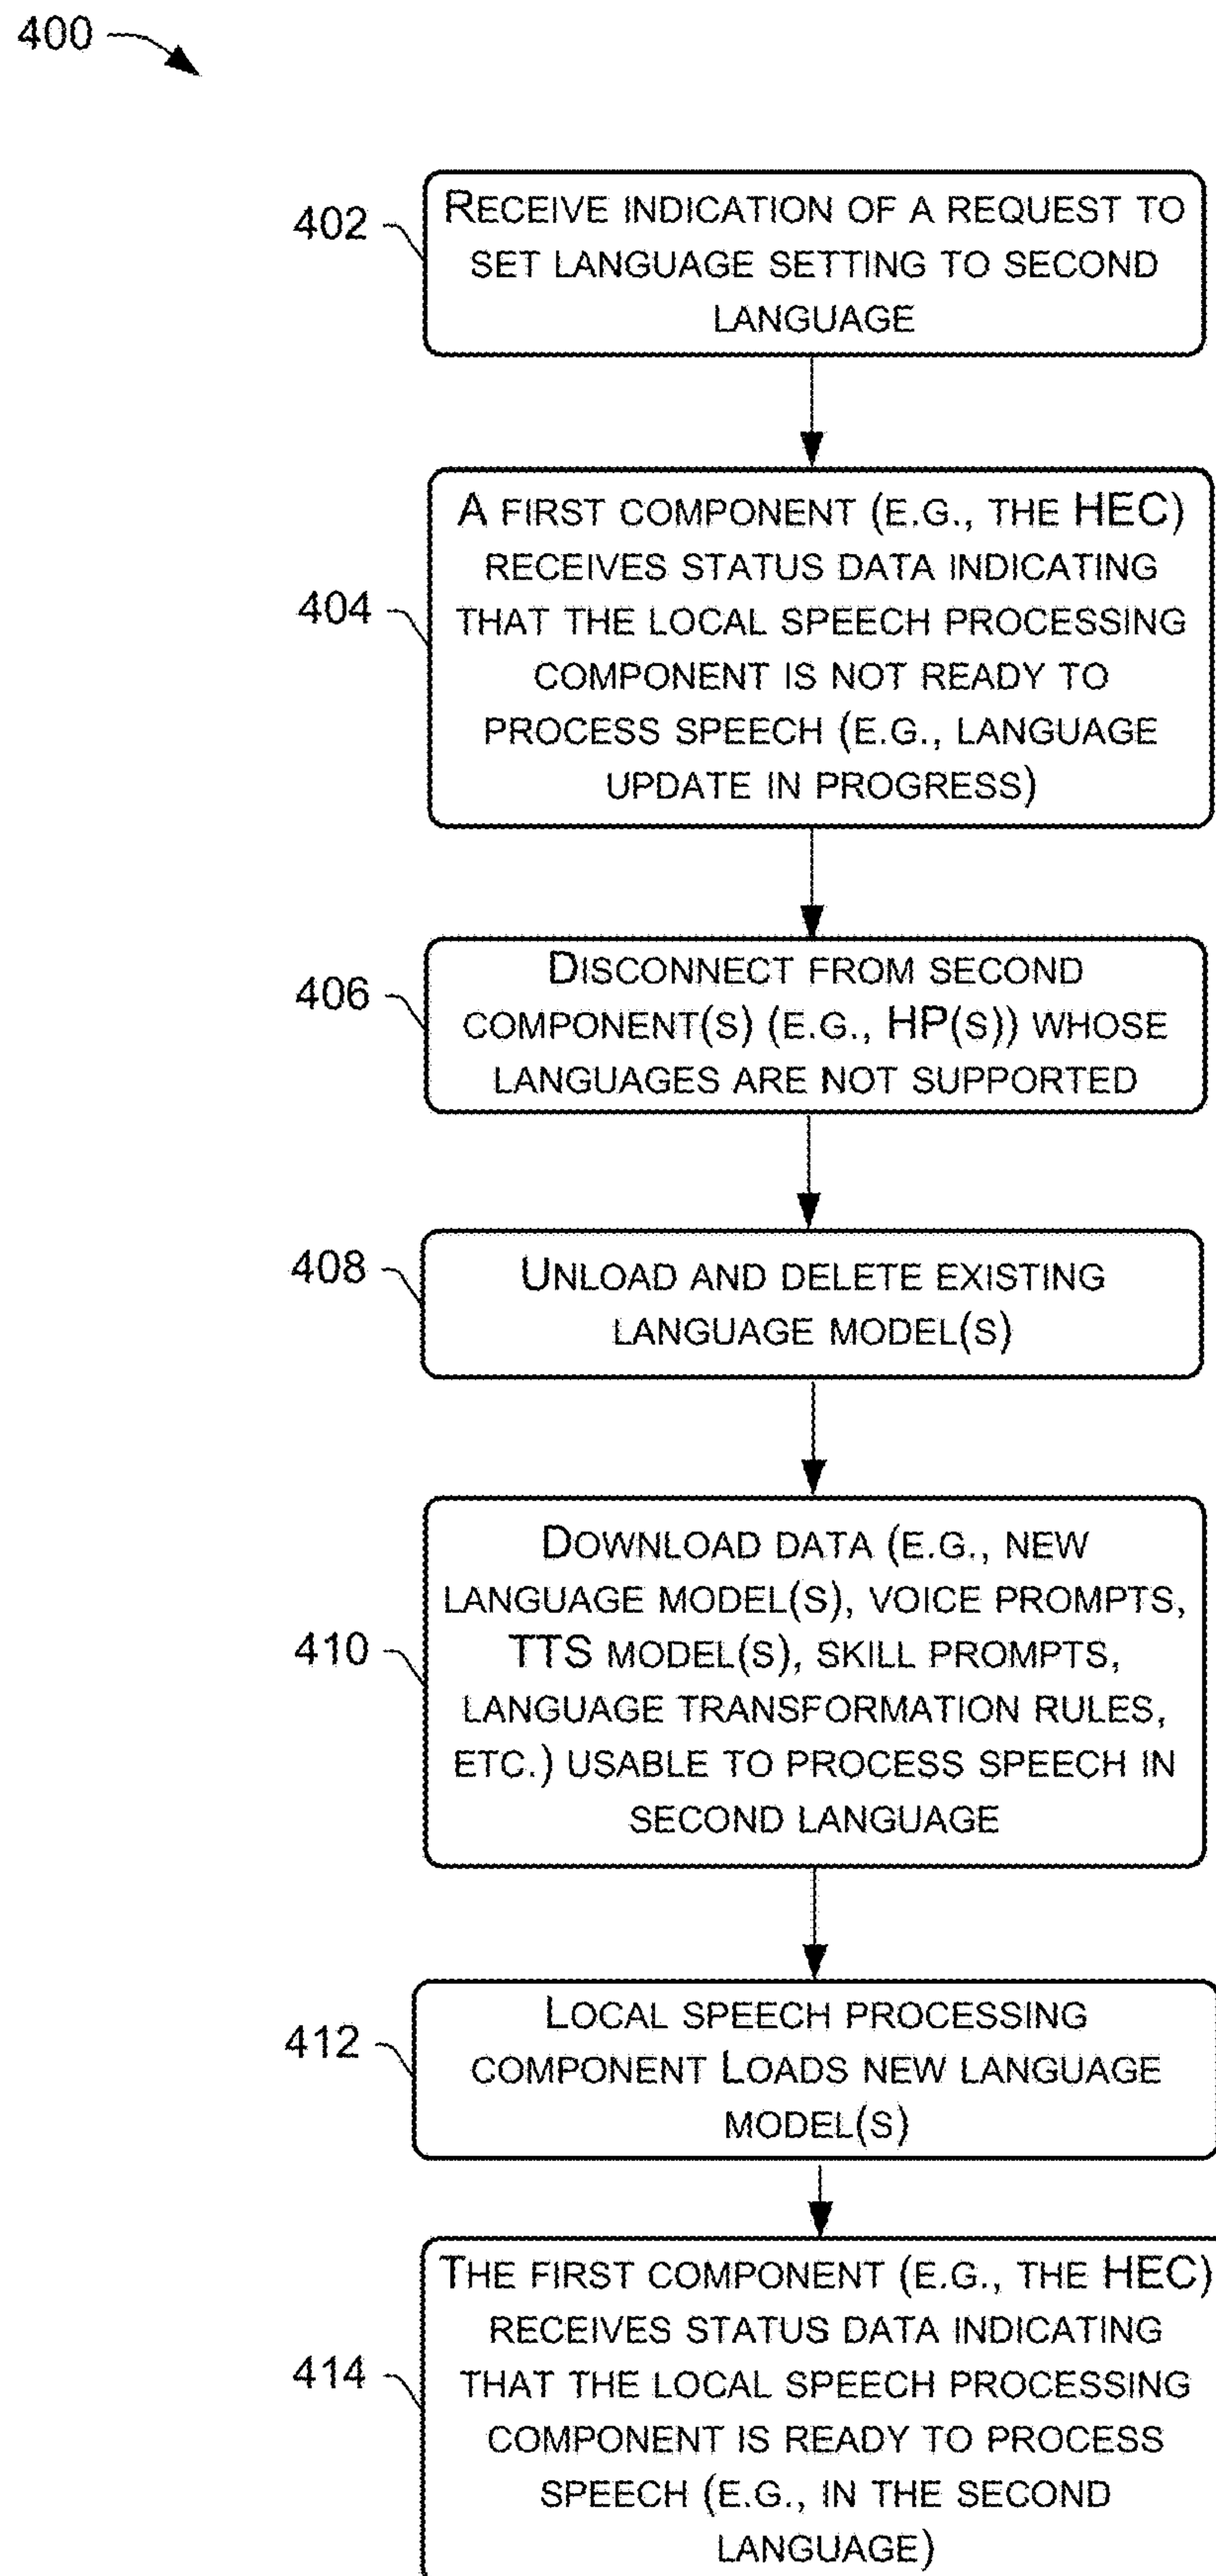 400
402
RECEIVE INDICATION OF A REQUEST TO
SET LANGUAGE SETTING TO SECOND
LANGUAGE
404
A FIRST COMPONENT (E.G., THE HEC)
RECEIVES STATUS DATA INDICATING
THAT THE LOCAL SPEECH PROCESSING
COMPONENT IS NOT READY TO
PROCESS SPEECH (E.G., LANGUAGE
UPDATE IN PROGRESS)
406
DISCONNECT FROM SECOND
COMPONENT(S) (E.G., HP(S)) WHOSE
LANGUAGES ARE NOT SUPPORTED
408
UNLOAD AND DELETE EXISTING
LANGUAGE MODEL(S)
410
DOWNLOAD DATA (E.G., NEW
LANGUAGE MODEL(S), VOICE PROMPTS,
TTS MODEL(S), SKILL PROMPTS,
LANGUAGE TRANSFORMATION RULES,
ETC.) USABLE TO PROCESS SPEECH IN
SECOND LANGUAGE
412
LOCAL SPEECH PROCESSING
COMPONENT LOADS NEW LANGUAGE
MODEL(S)
414
THE FIRST COMPONENT (E.G., THE HEC)
RECEIVES STATUS DATA INDICATING
THAT THE LOCAL SPEECH PROCESSING
COMPONENT IS READY TO PROCESS
SPEECH (E.G., IN THE SECOND
LANGUAGE)